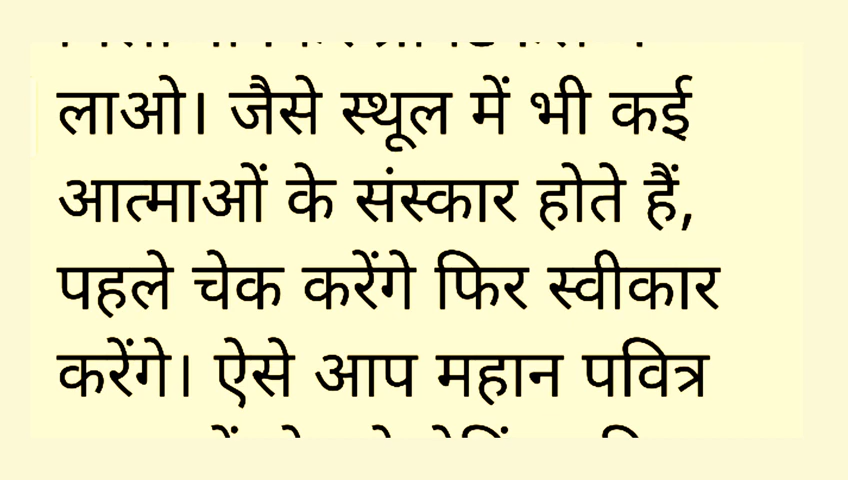 लाओ। जैसे स्थूल में भी कई
आत्माओं के संस्कार होते हैं,
पहले चेक करेंगे फिर स्वीकार
करेंगे। ऐसे आप महान पवित्र